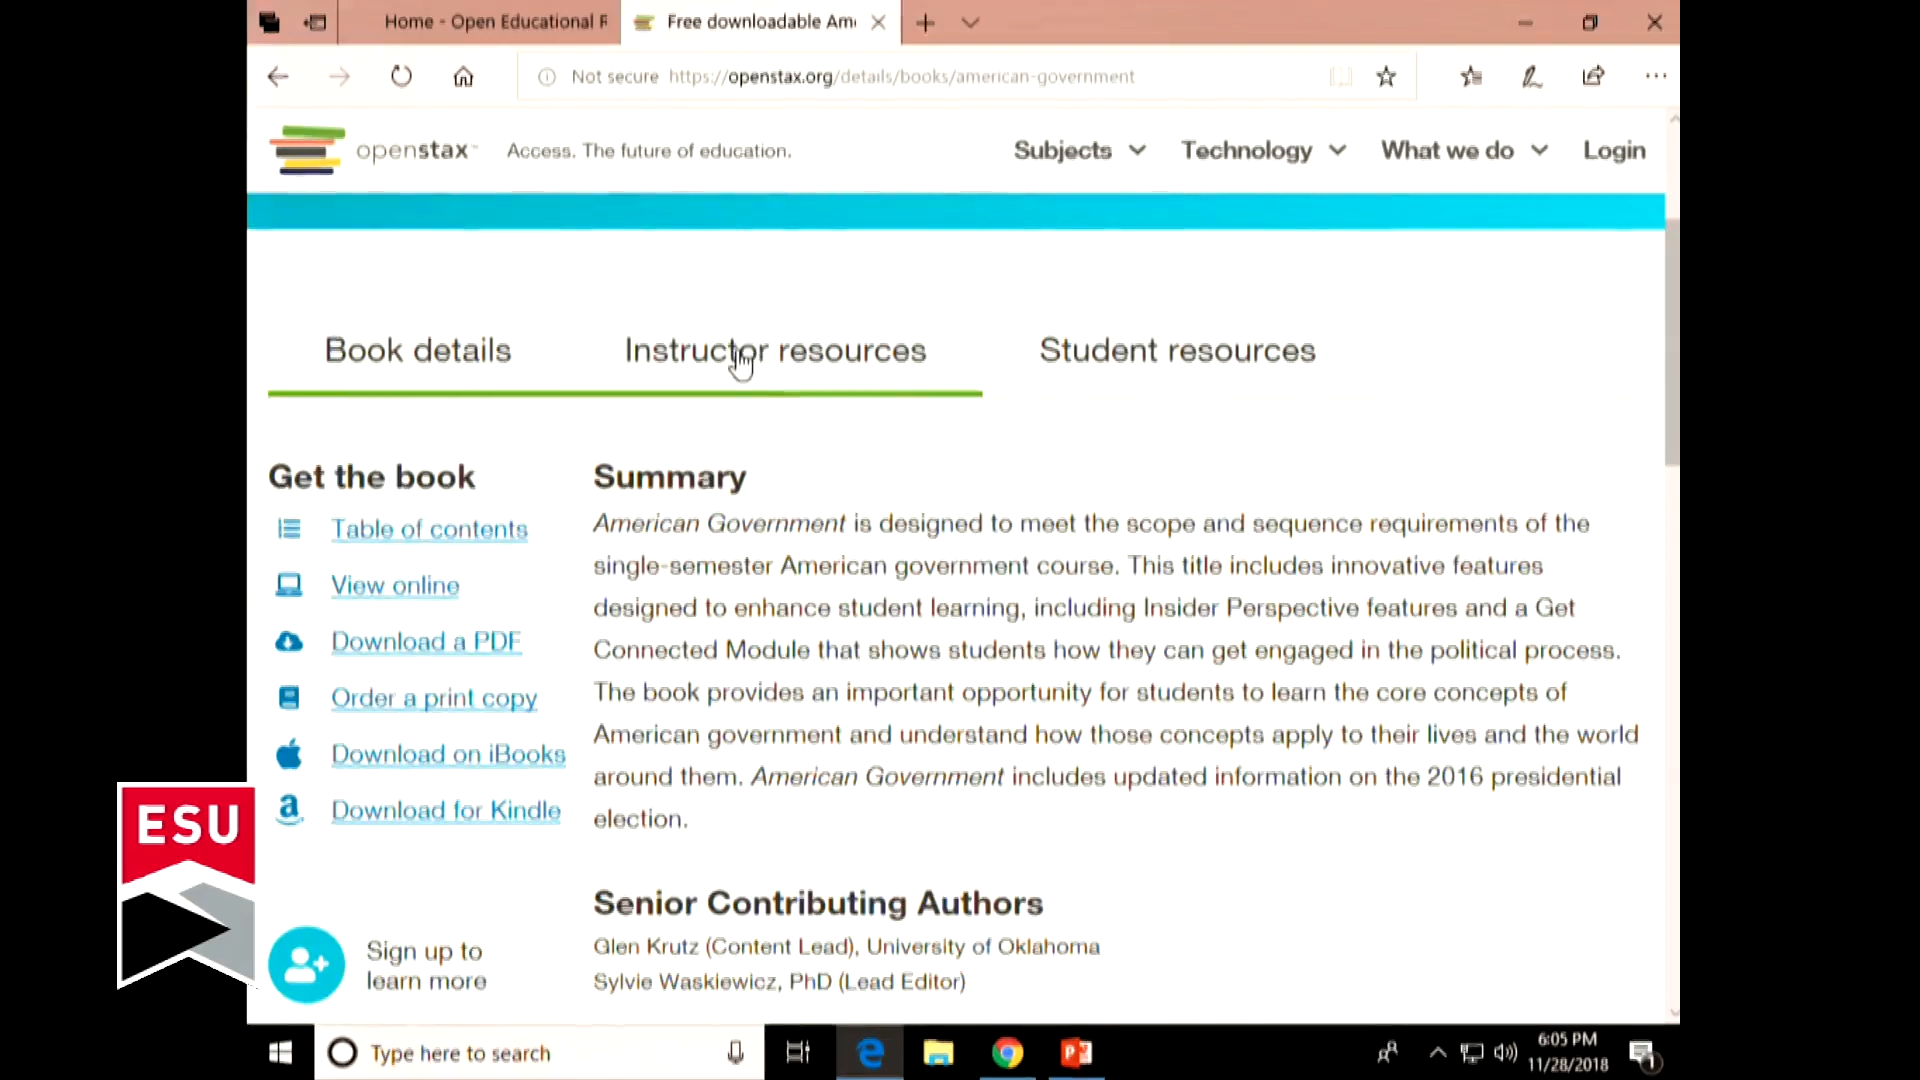 Home - Open Educational R
Free downloadable Am
Not secure https://openstax.org/details/books/american-government
openstax
Access. The future of education.
Subjects
Technology
What we do
Login
Book details
Instructor resources
Student resources
Get the book
Table of contents
View online
Download a PDF
Order a print copy
Download on iBooks
Download for Kindle
Sign up to
learn more
Summary
American Government is designed to meet the scope and sequence requirements of the
single-semester American government course. This title includes innovative features
designed to enhance student learning, including Insider Perspective features and a Get
Connected Module that shows students how they can get engaged in the political process.
The book provides an important opportunity for students to learn the core concepts of
American government and understand how those concepts apply to their lives and the world
around them. American Government includes updated information on the 2016 presidential
election.
Senior Contributing Authors
Glen Krutz (Content Lead), University of Oklahoma
Sylvie Waskiewicz, PhD (Lead Editor)
ESU
Type here to search
6:05 PM
11/28/2018
1